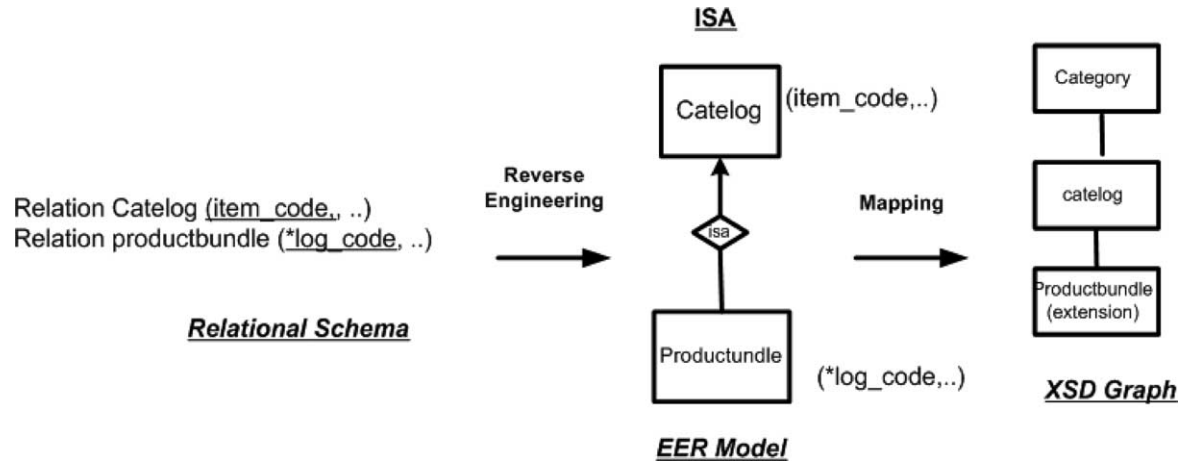 ISA
Catelog
(item_code,..)
Category
Reverse
Engineering
Mapping
Relation Catelog (item_code,, ..)
Relation productbundle (*log_code, ..)
isa
catelog
Relational Schema
Productundle
(*log_code,..)
Productbundle
(extension)
EER Model
XSD Graph